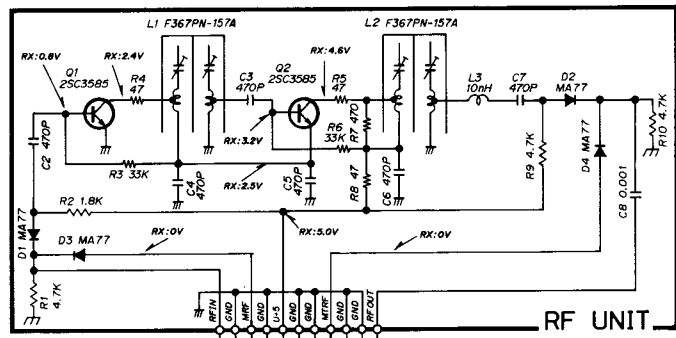 L1 F367PN-157A
L2 F367PN-157A
RX:0.8V
RX:2.4V
RX:4.6V
Q1
2SC3585
R4
47
C3
470P
Q2
2SC3585
R5
47
L3
10nH
C7
470P
D2
MA77
R7 470
R6
33K
RX:3.2V
C2 470P
R3 33K
C4
470P
RX:2.5V
C5
470P
R8 47
C6
470P
R9 4.7K
D4 MA77
R10 4.7K
C8 0.001
R2 1.8K
D1 MA77
D3 MA77
RX:0V
RX:5.0V
RX:0V
R1
4.7K
RFIN
GND
MRF
GND
U-5
GND
GND
MTRF
GND
GND
RFOUT
RF UNIT